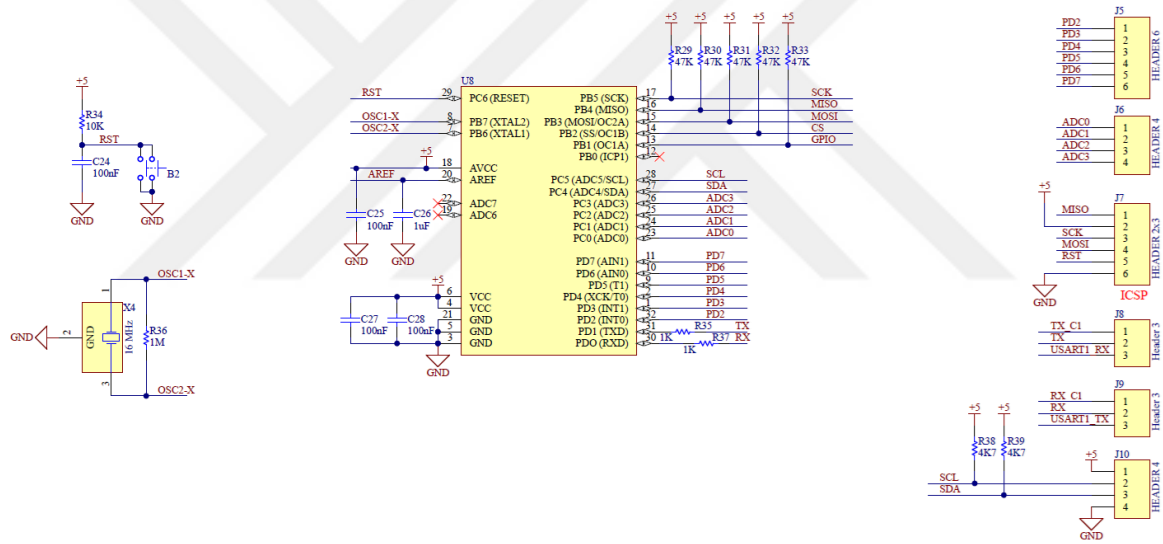 +5
R34
10K
RST
C24
100nF
B2
GND
GND
OSC1-X
1
X4
GND
2
GND
16 MHz
R36
1M
3
OSC2-X
U8
RST
29
PC6 (RESET)
OSC1-X
8
PB7 (XTAL2)
OSC2-X
7
PB6 (XTAL1)
+5
18
AVCC
AREF
20
AREF
22
ADC7
19
ADC6
C25
100nF
C26
1uF
GND
GND
+5
6
VCC
4
VCC
21
GND
5
GND
3
GND
C27
100nF
C28
100nF
GND
+5
+5
+5
+5
+5
R29
47K
R30
47K
R31
47K
R32
47K
R33
47K
PB5 (SCK)
17
SCK
PB4 (MISO)
16
MISO
PB3 (MOSI/OC2A)
15
MOSI
PB2 (SS/OC1B)
14
CS
PB1 (OC1A)
13
GPIO
PB0 (ICP1)
12
PC5 (ADC5/SCL)
28
SCL
PC4 (ADC4/SDA)
27
SDA
PC3 (ADC3)
26
ADC3
PC2 (ADC2)
25
ADC2
PC1 (ADC1)
24
ADC1
PC0 (ADC0)
23
ADC0
PD7 (AIN1)
11
PD7
PD6 (AIN0)
10
PD6
PD5 (T1)
9
PD5
PD4 (XCK/T0)
2
PD4
PD3 (INT1)
1
PD3
PD2 (INT0)
32
PD2
PD1 (TXD)
31
1K
R35
TX
PDO (RXD)
30
1K
R37
RX
J5
PD2
1
PD3
2
PD4
3
PD5
4
PD6
5
PD7
6
HEADER 6
J6
ADC0
1
ADC1
2
ADC2
3
ADC3
4
HEADER 4
+5
J7
MISO
1
2
SCK
3
MOSI
4
RST
5
6
HEADER 2x3
GND
ICSP
J8
TX_C1
1
TX
2
USART1_RX
3
Header 3
J9
RX_C1
1
RX
2
USART1_TX
3
Header 3
+5
+5
R38
4K7
R39
4K7
+5
J10
1
SCL
2
SDA
3
4
HEADER 4
GND